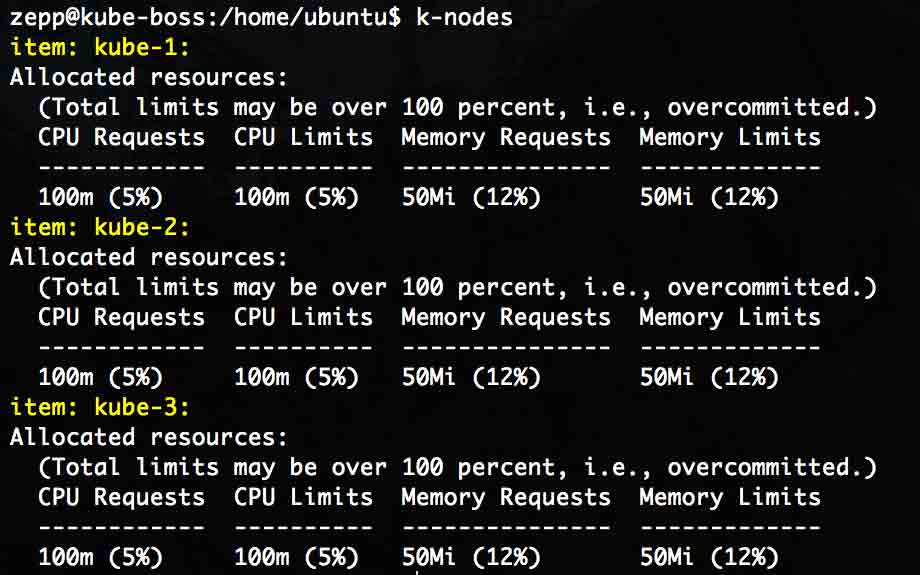 zepp@kube-boss:/home/ubuntu$ k-nodes
item: kube-1:
Allocated resources:
  (Total limits may be over 100 percent, i.e., overcommitted.)
  CPU Requests  CPU Limits  Memory Requests  Memory Limits
  ------------  ----------  ---------------  -------------
  100m (5%)     100m (5%)   50Mi (12%)       50Mi (12%)
item: kube-2:
Allocated resources:
  (Total limits may be over 100 percent, i.e., overcommitted.)
  CPU Requests  CPU Limits  Memory Requests  Memory Limits
  ------------  ----------  ---------------  -------------
  100m (5%)     100m (5%)   50Mi (12%)       50Mi (12%)
item: kube-3:
Allocated resources:
  (Total limits may be over 100 percent, i.e., overcommitted.)
  CPU Requests  CPU Limits  Memory Requests  Memory Limits
  ------------  ----------  ---------------  -------------
  100m (5%)     100m (5%)   50Mi (12%)       50Mi (12%)